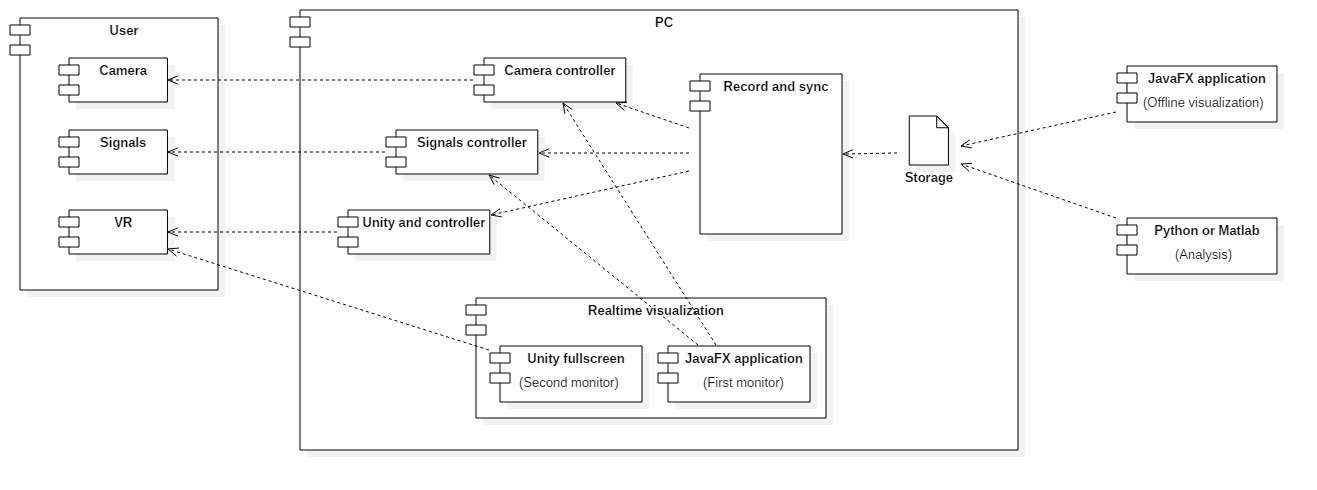 User
Camera
Signals
VR
PC
Camera controller
Signals controller
Unity and controller
Record and sync
Storage
Realtime visualization
Unity fullscreen
(Second monitor)
JavaFX application
(First monitor)
JavaFX application
(Offline visualization)
Python or Matlab
(Analysis)